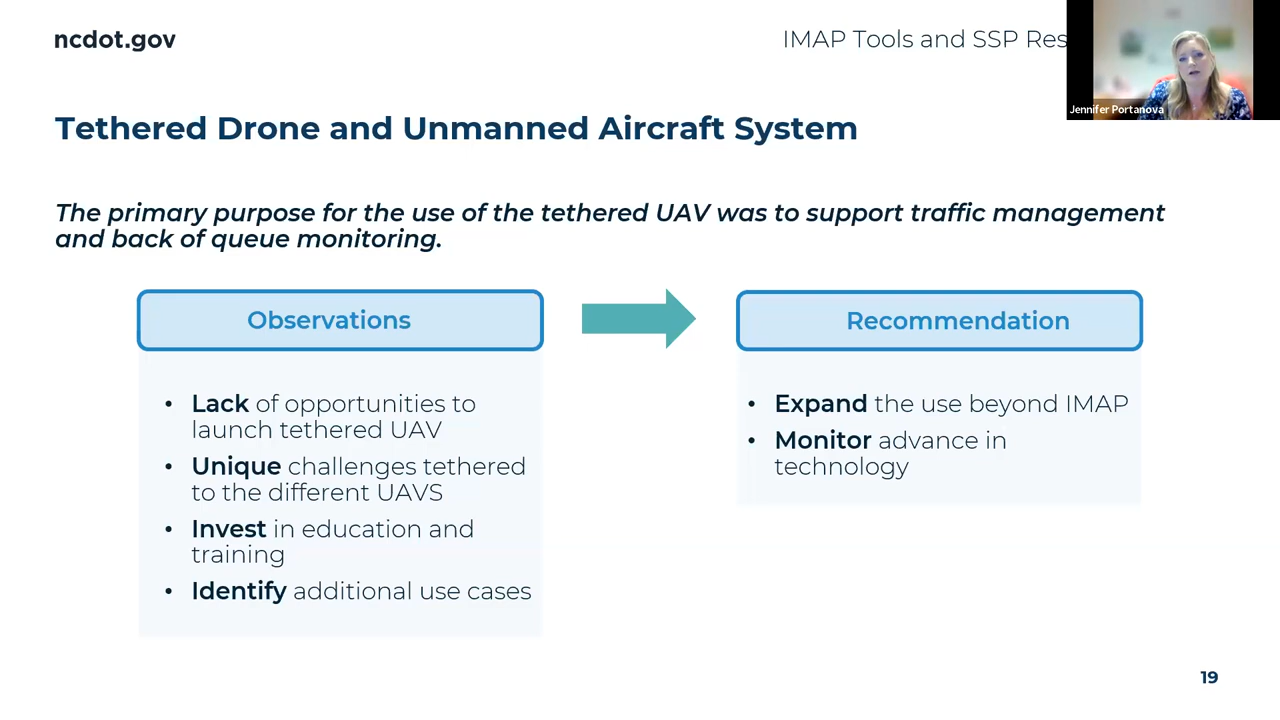 ncdot.gov
IMAP Tools and SSP Res
Jennifer Portanova
Tethered Drone and Unmanned Aircraft System
The primary purpose for the use of the tethered UAV was to support traffic management
and back of queue monitoring.
Observations
• Lack of opportunities to
launch tethered UAV
• Unique challenges tethered
to the different UAVS
• Invest in education and
training
• Identify additional use cases
Recommendation
• Expand the use beyond IMAP
• Monitor advance in
technology
19